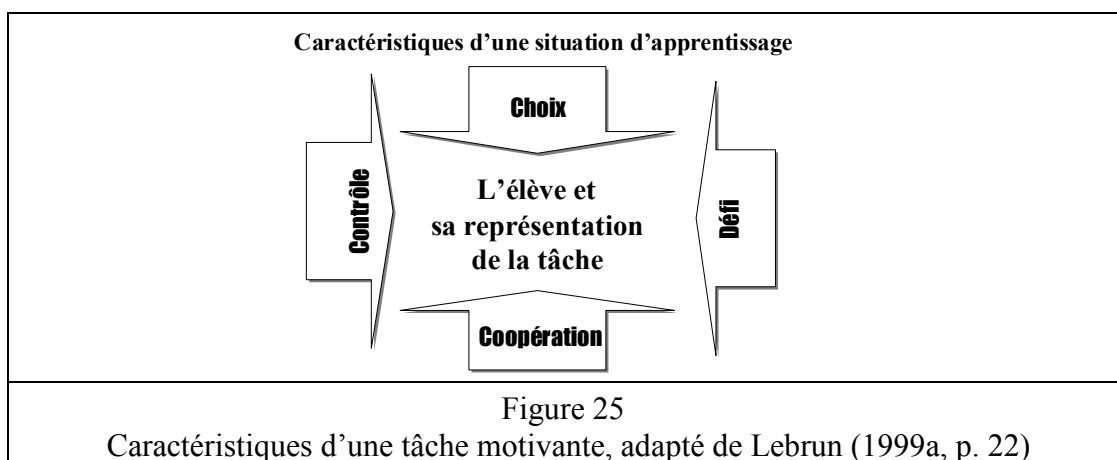 Caractéristiques d'une situation d'apprentissage
Choix
Contrôle
L'élève et
sa représentation
de la tâche
Défi
Coopération
Figure 25
Caractéristiques d'une tâche motivante, adapté de Lebrun (1999a, p. 22)